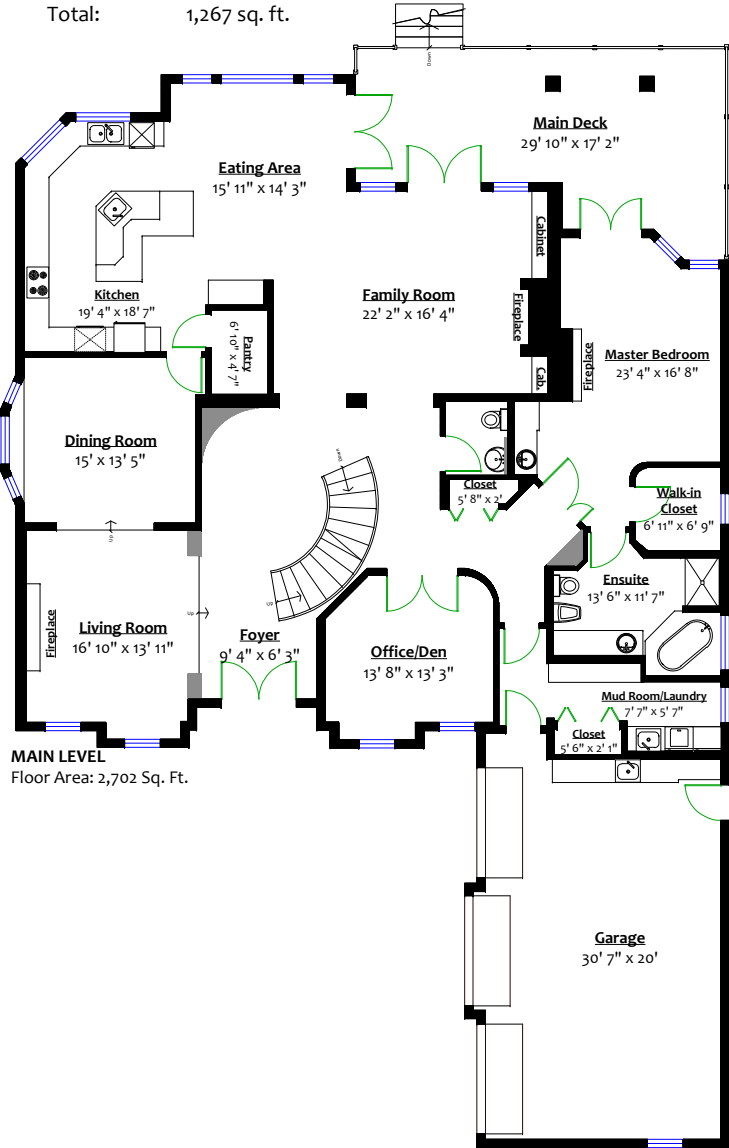 Total: 1,267 sq. ft.
Down
Main Deck
29' 10" x 17' 2"
Eating Area
15' 11" x 14' 3"
Cabinet
Kitchen
19' 4" x 18' 7"
Family Room
22' 2" x 16' 4"
Fireplace
Pantry
6' 10" x 4' 7"
Cab.
Fireplace
Master Bedroom
23' 4" x 16' 8"
Dining Room
15' x 13' 5"
Down
Closet
5' 8" x 2'
Walk-in
Closet
6' 11" x 6' 9"
Up
Ensuite
13' 6" x 11' 7"
Up
Up
Fireplace
Living Room
16' 10" x 13' 11"
Foyer
9' 4" x 6' 3"
Office/Den
13' 8" x 13' 3"
Mud Room/Laundry
7' 7" x 5' 7"
Closet
5' 6" x 2' 1"
MAIN LEVEL
Floor Area: 2,702 Sq. Ft.
Garage
30' 7" x 20'